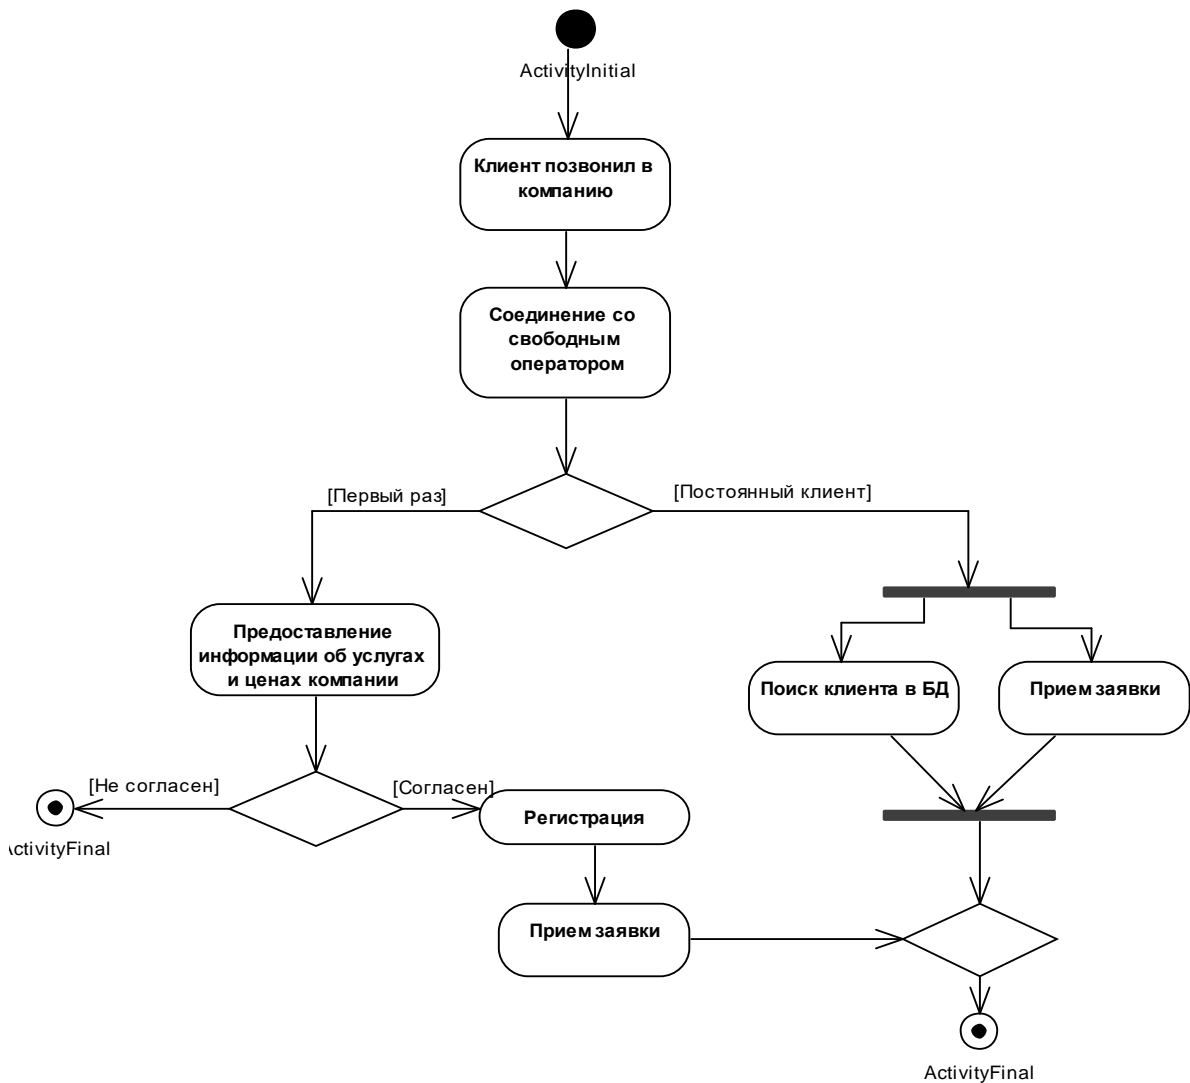 ActivityInitial
Клиент позвонил в
компанию
Соединение со
свободным
оператором
[Первый раз]
[Постоянный клиент]
Предоставление
информации об услугах
и ценах компании
Поиск клиента в БД
Прием заявки
[Не согласен]
[Согласен]
Регистрация
ctivityFinal
Прием заявки
ActivityFinal